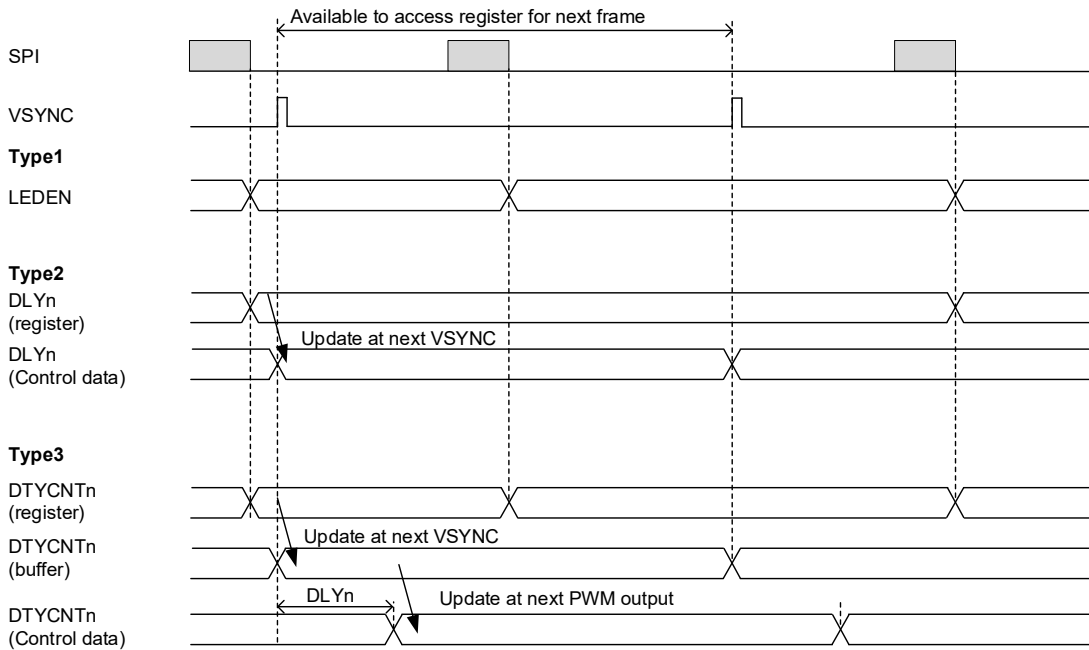 Available to access register for next frame
SPI
VSYNC
Type1
LEDEN
Type2
DLYn
(register)
Update at next VSYNC
DLYn
(Control data)
Type3
DTYCNTn
(register)
Update at next VSYNC
DTYCNTn
(buffer)
DLYn
Update at next PWM output
DTYCNTn
(Control data)